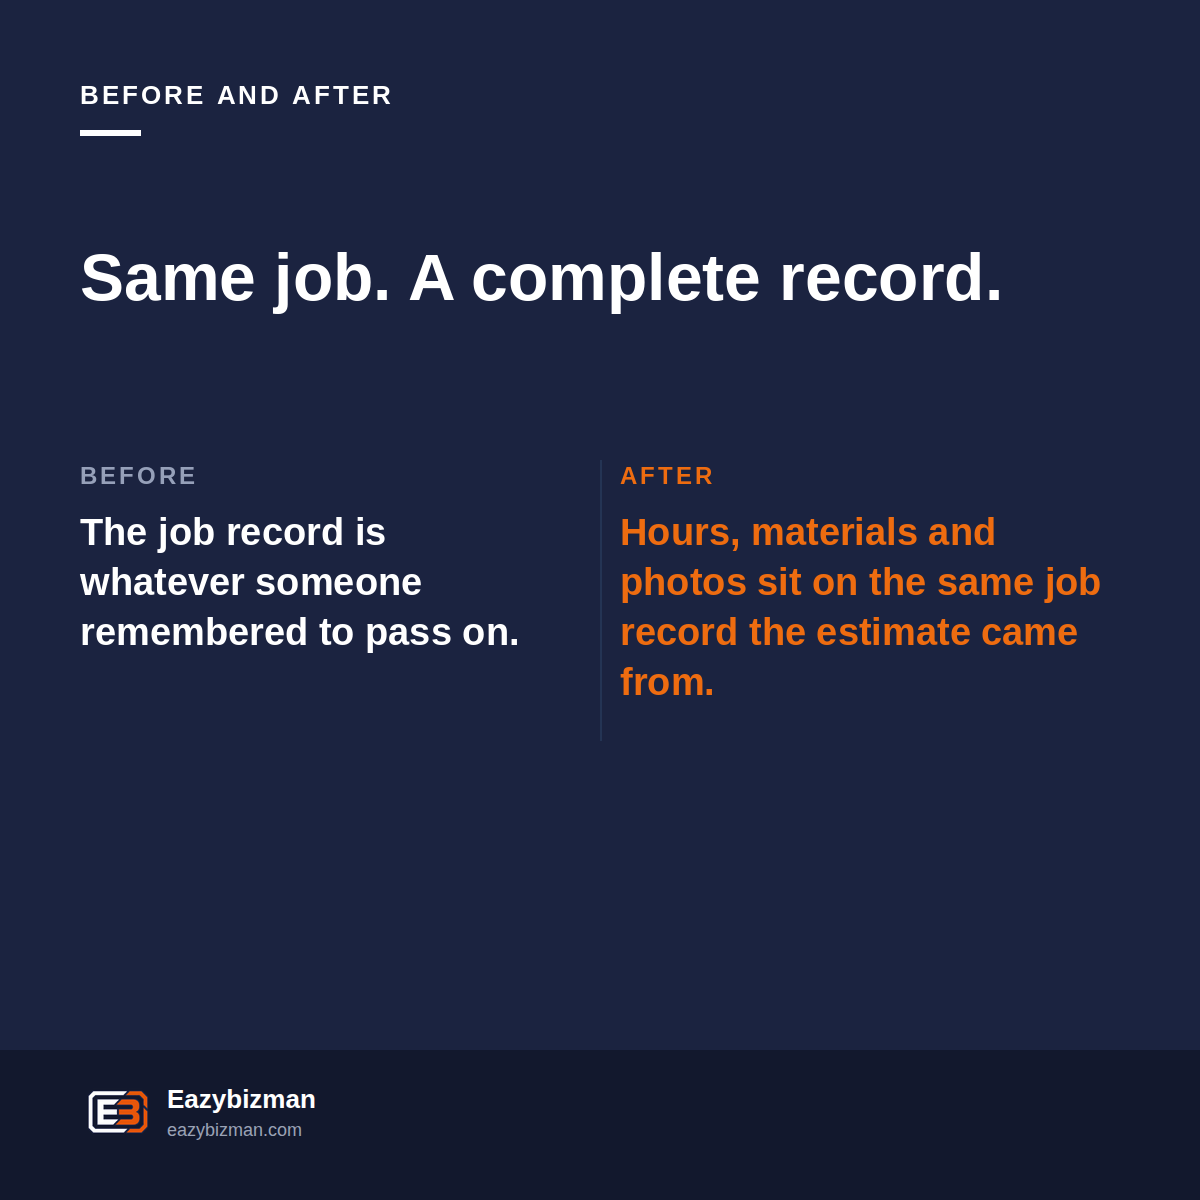 BEFORE AND AFTER
Same job. A complete record.
BEFORE
The job record is
whatever someone
remembered to pass on.
AFTER
Hours, materials and
photos sit on the same job
record the estimate came
from.
EB
Eazybizman
eazybizman.com